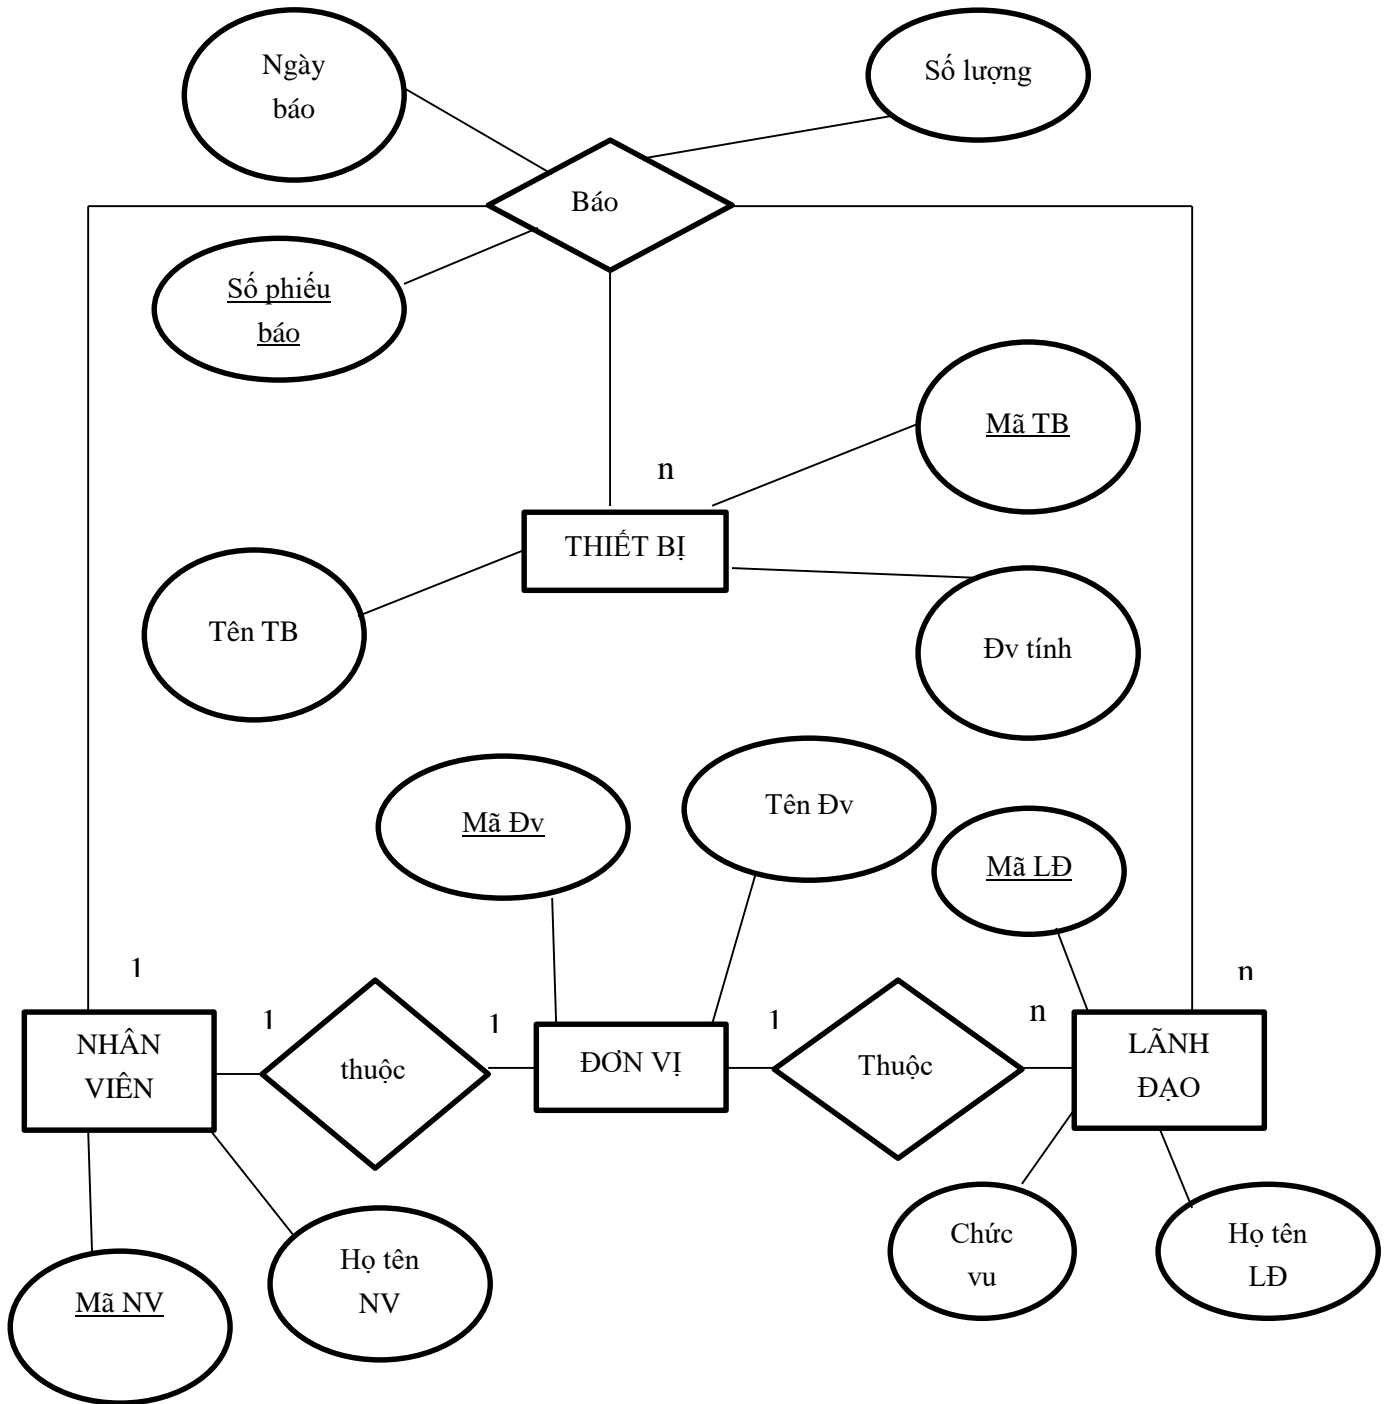 Ngày
báo
Số lượng
Báo
Số phiếu
báo
Mã TB
n
THIẾT BỊ
Tên TB
Đv tính
Mã Đv
Tên Đv
Mã LĐ
1
n
1
1
1
n
NHÂN
VIÊN
thuộc
ĐƠN VỊ
Thuộc
LÃNH
ĐẠO
Mã NV
Họ tên
NV
Chức
vu
Họ tên
LĐ